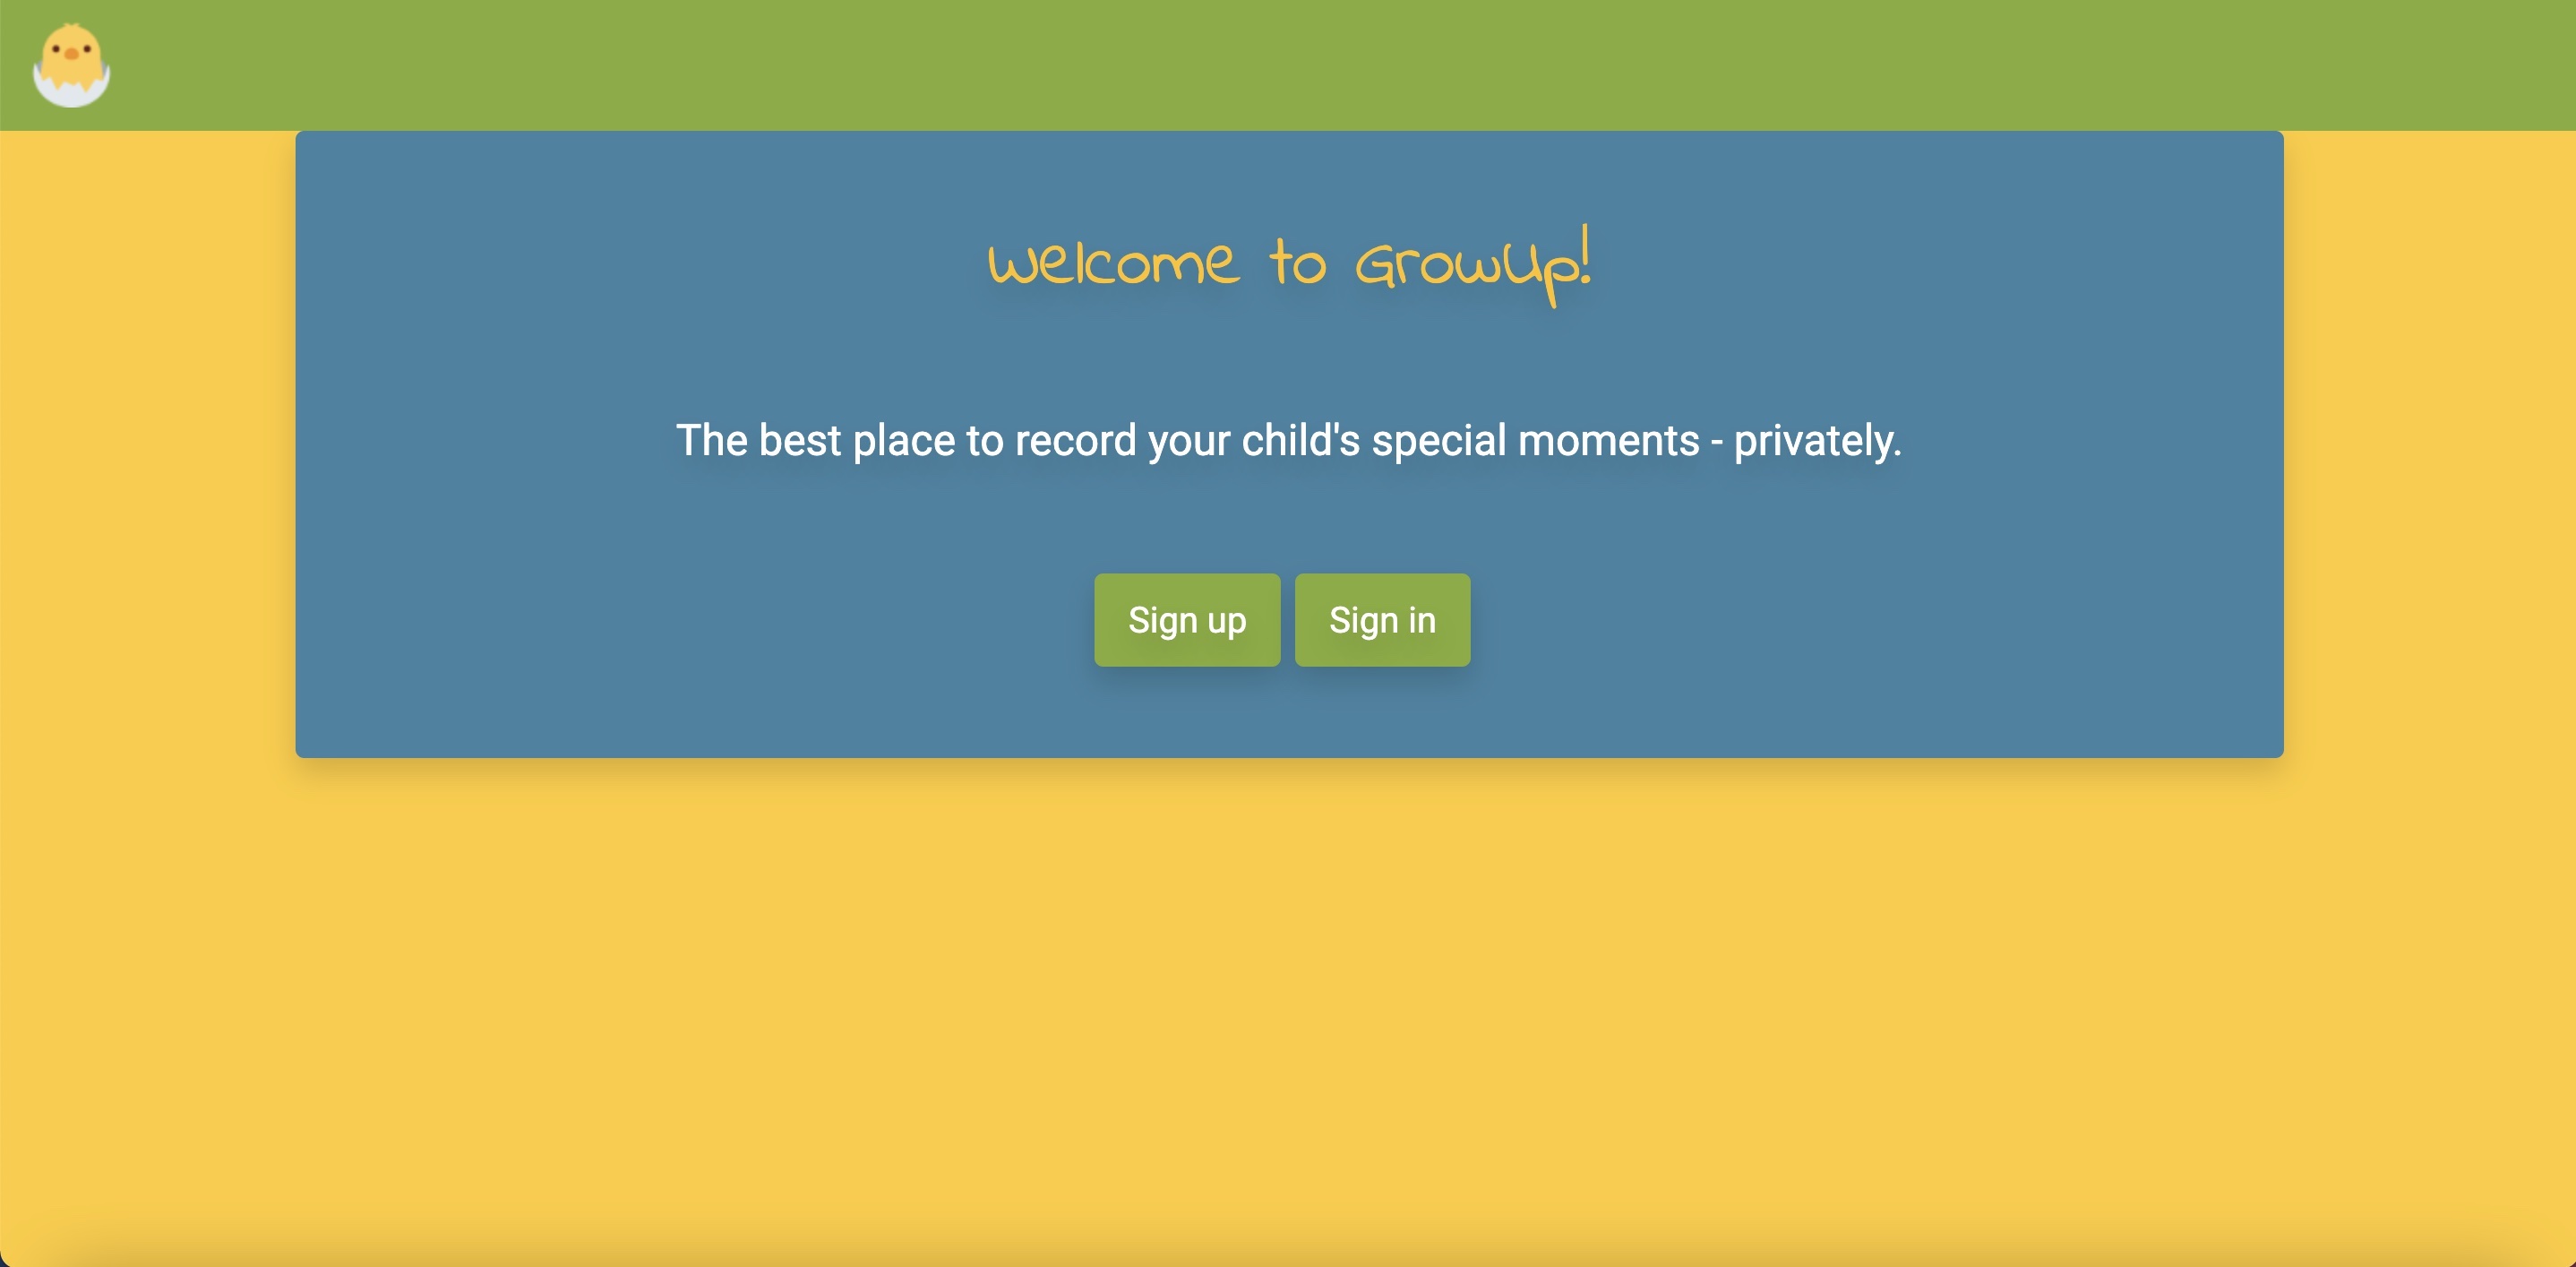 Welcome to GrowUp!
The best place to record your child's special moments - privately.
Sign up Sign in